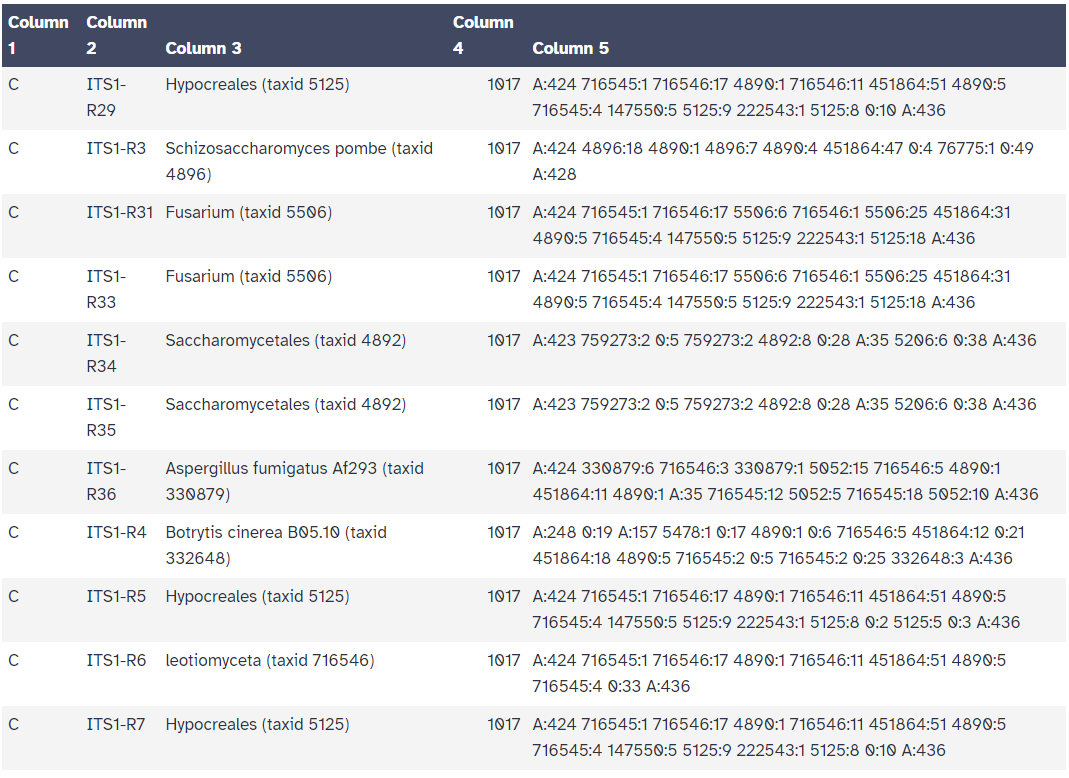 Column 1 Column 2 Column 3 Column 4 Column 5
C ITS1-R29 Hypocreales (taxid 5125) 1017 A:424 716545:1 716546:17 4890:1 716546:11 451864:51 4890:5
716545:4 147550:5 5125:9 222543:1 5125:8 0:10 A:436
C ITS1-R3 Schizosaccharomyces pombe (taxid 4896) 1017 A:424 4896:18 4890:1 4896:7 4890:4 451864:47 0:4 76775:1 0:49
A:428
C ITS1-R31 Fusarium (taxid 5506) 1017 A:424 716545:1 716546:17 5506:6 716546:1 5506:25 451864:31
4890:5 716545:4 147550:5 5125:9 222543:1 5125:18 A:436
C ITS1-R33 Fusarium (taxid 5506) 1017 A:424 716545:1 716546:17 5506:6 716546:1 5506:25 451864:31
4890:5 716545:4 147550:5 5125:9 222543:1 5125:18 A:436
C ITS1-R34 Saccharomycetales (taxid 4892) 1017 A:423 759273:2 0:5 759273:2 4892:8 0:28 A:35 5206:6 0:38 A:436
C ITS1-R35 Saccharomycetales (taxid 4892) 1017 A:423 759273:2 0:5 759273:2 4892:8 0:28 A:35 5206:6 0:38 A:436
C ITS1-R36 Aspergillus fumigatus Af293 (taxid 330879) 1017 A:424 330879:6 716546:3 330879:1 5052:15 716546:5 4890:1
451864:11 4890:1 A:35 716545:12 5052:5 716545:18 5052:10 A:436
C ITS1-R4 Botrytis cinerea B05.10 (taxid 332648) 1017 A:248 0:19 A:157 5478:1 0:17 4890:1 0:6 716546:5 451864:12 0:21
451864:18 4890:5 716545:2 0:5 716545:2 0:25 332648:3 A:436
C ITS1-R5 Hypocreales (taxid 5125) 1017 A:424 716545:1 716546:17 4890:1 716546:11 451864:51 4890:5
716545:4 147550:5 5125:9 222543:1 5125:8 0:2 5125:5 0:3 A:436
C ITS1-R6 leotiomyceta (taxid 716546) 1017 A:424 716545:1 716546:17 4890:1 716546:11 451864:51 4890:5
716545:4 0:33 A:436
C ITS1-R7 Hypocreales (taxid 5125) 1017 A:424 716545:1 716546:17 4890:1 716546:11 451864:51 4890:5
716545:4 147550:5 5125:9 222543:1 5125:8 0:10 A:436